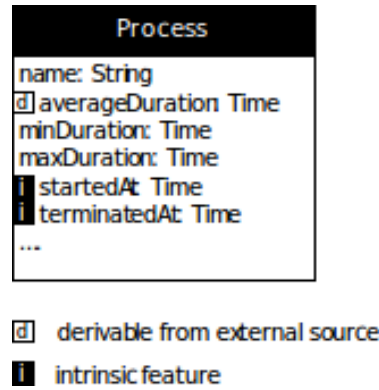 Process
name: String
d averageDuration: Time
minDuration: Time
maxDuration: Time
i startedAt: Time
i terminatedAt: Time
...
d derivable from external source
i intrinsic feature